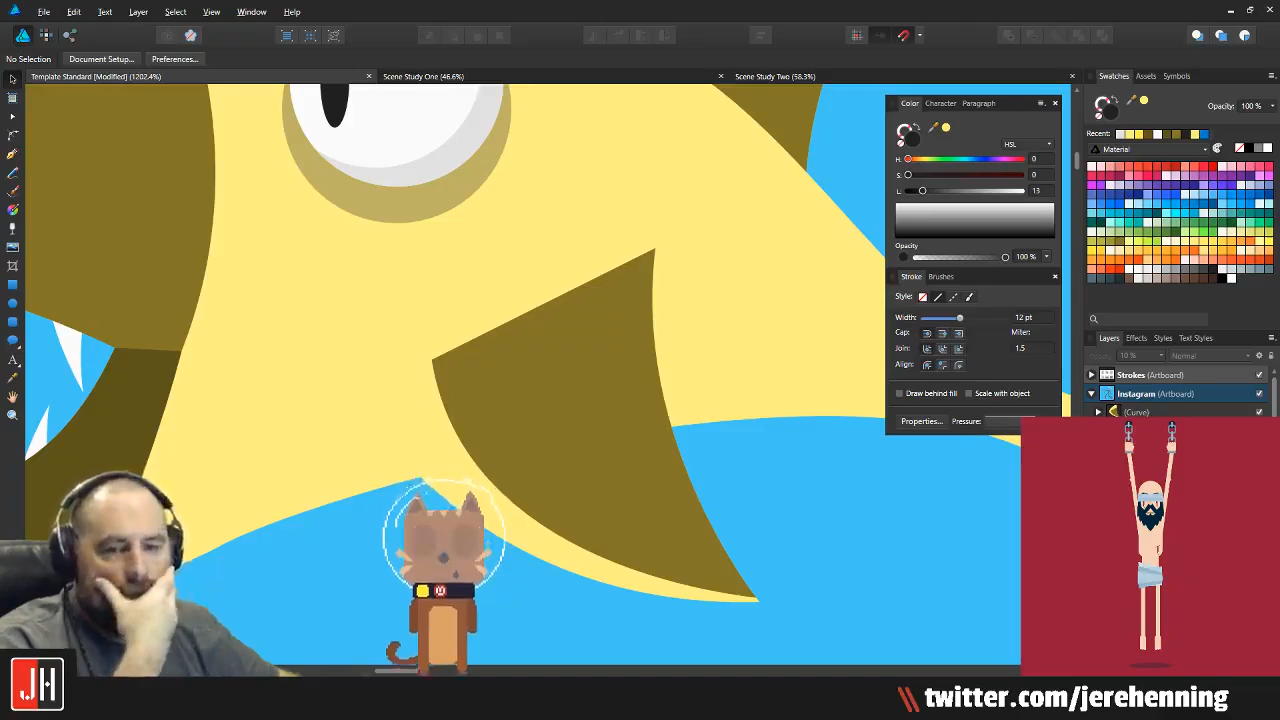 File Edit Text Layer Select View Window Help
No Selection Document Setup... Preferences...
Template Standard [Modified] (1202.4%) Scene Study One (46.6%) Scene Study Two (58.3%)
Swatches Assets Symbols
Opacity: 100 %
Recent:
Material
Color Character Paragraph
HSL
H: 0
S: 0
L: 13
Opacity
100 %
Stroke Brushes
Style:
Width: 12 pt
Cap: Miter:
Join: 1.5
Align:
Draw behind fill Scale with object
Properties... Pressure:
Layers Effects Styles Text Styles
Opacity: 10 % Normal
Strokes (Artboard)
Instagram (Artboard)
(Curve)
JH
twitter.com/jerehenning